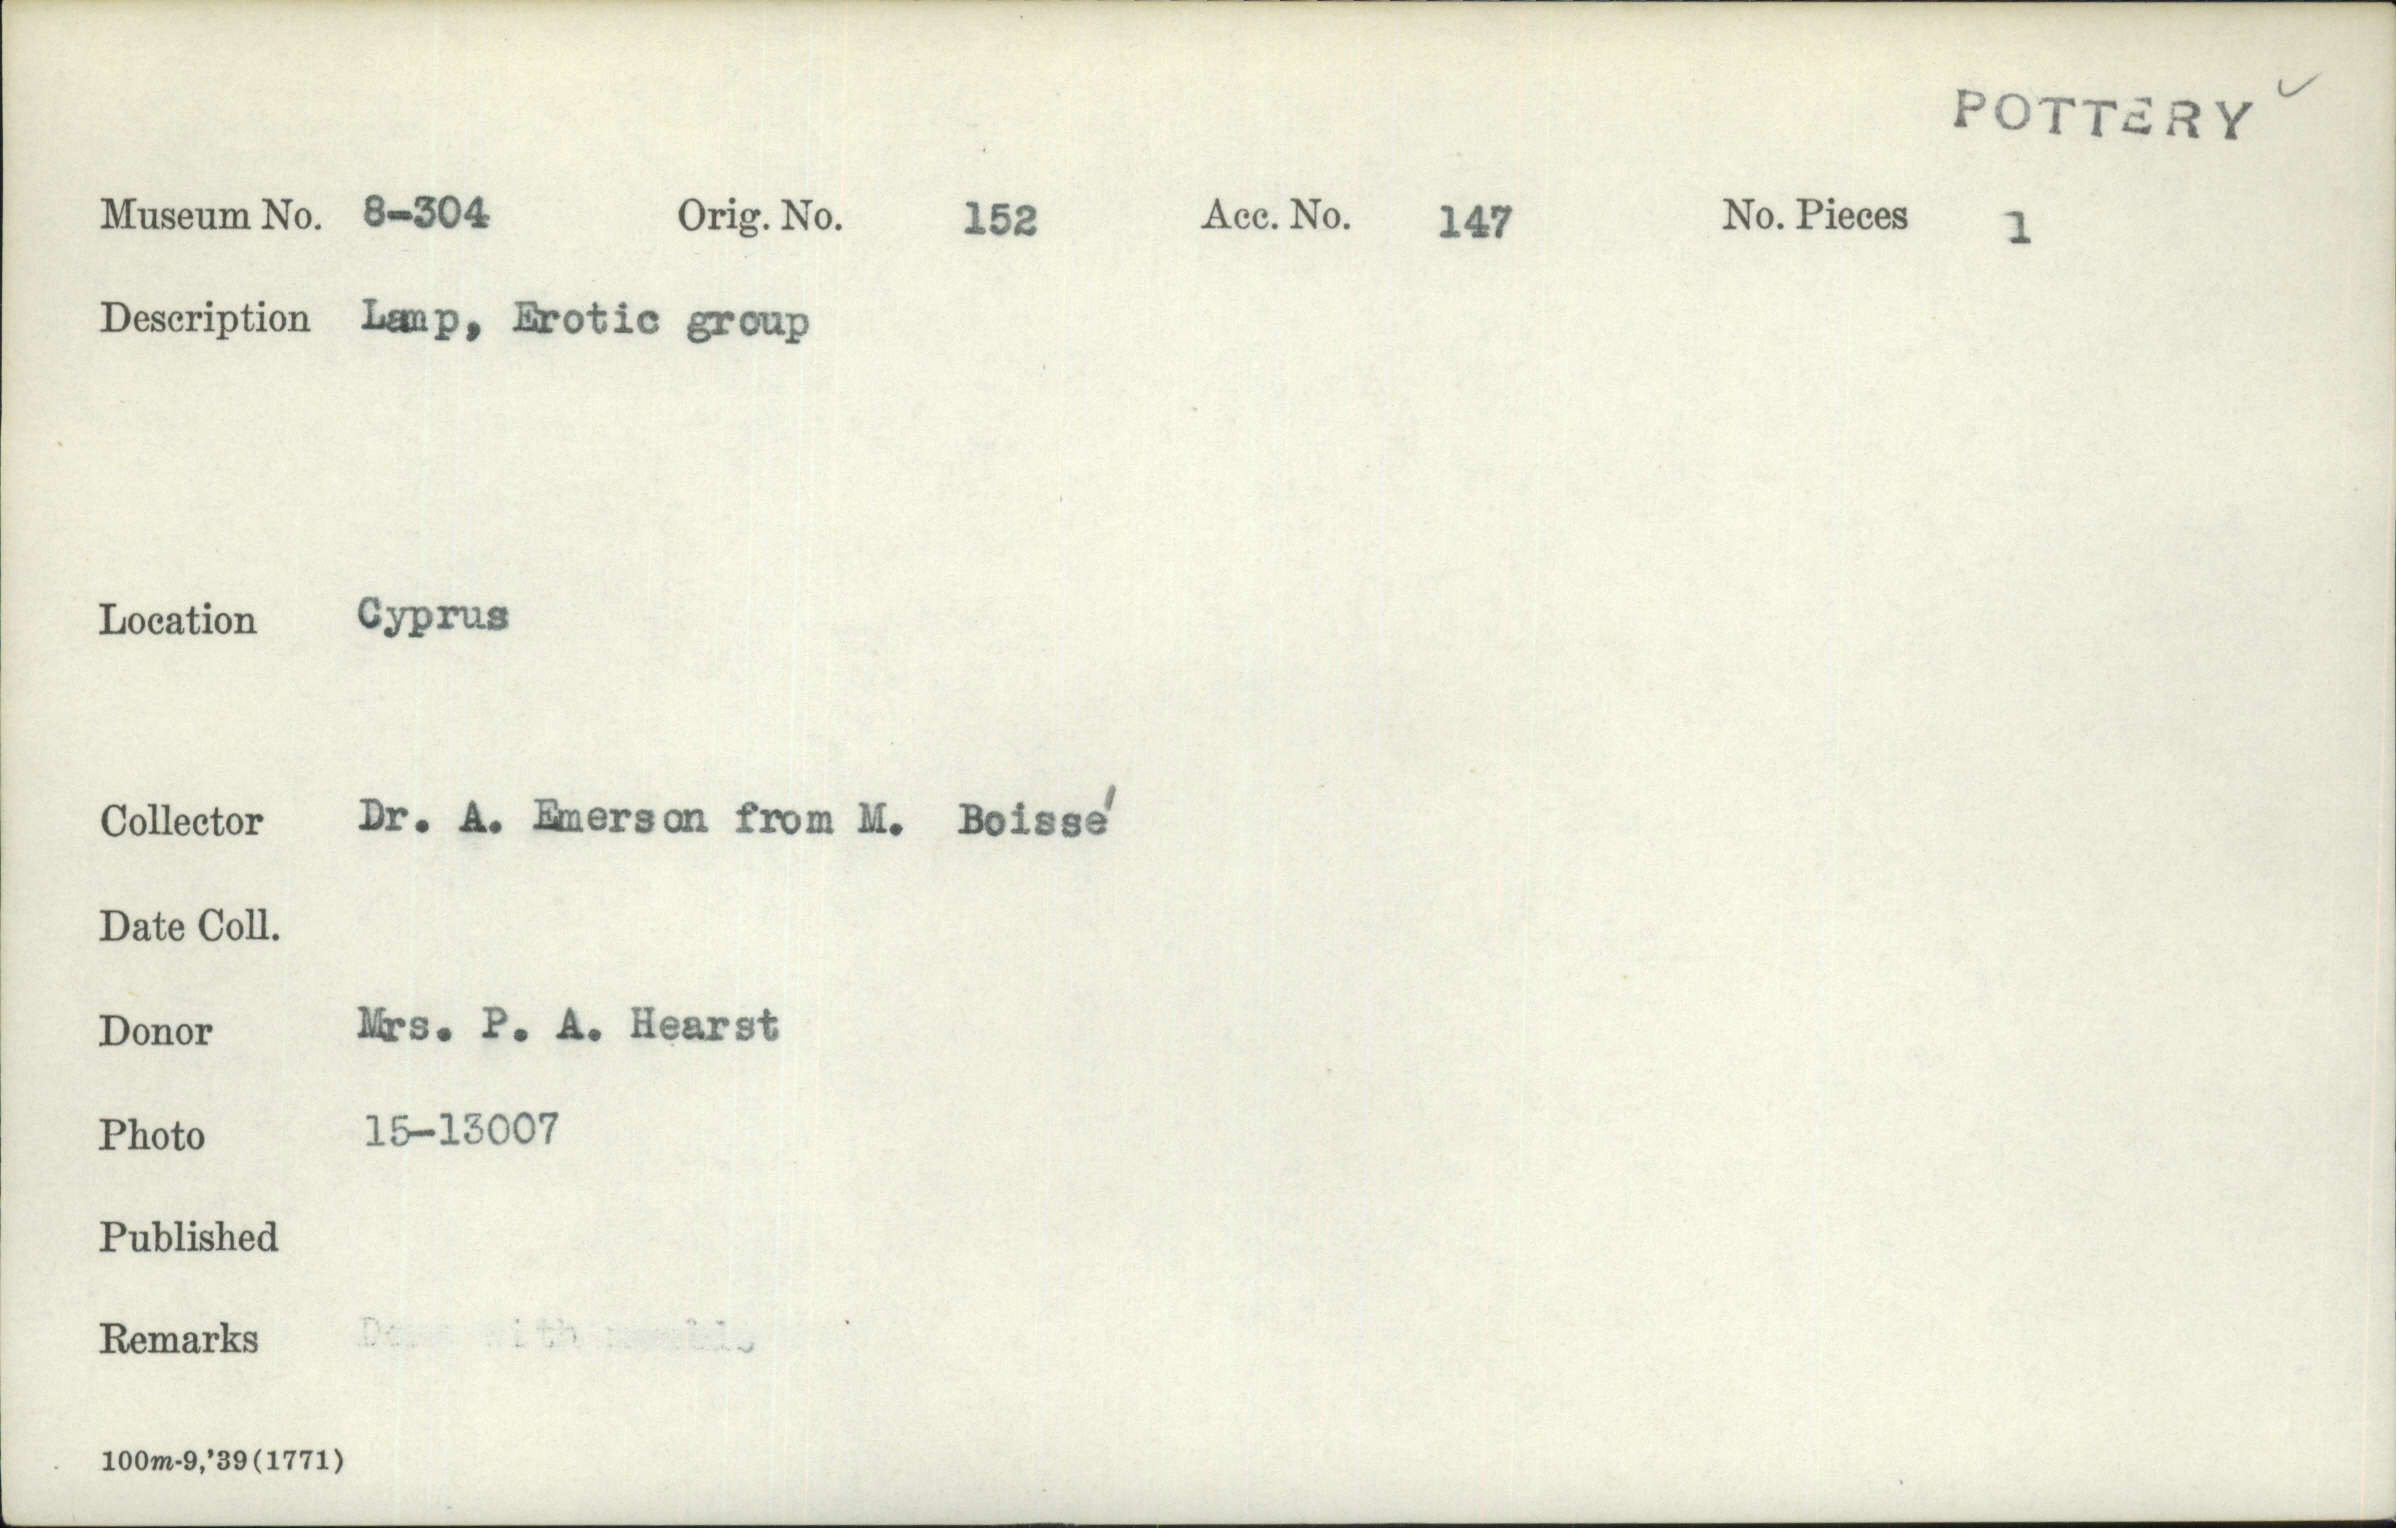 POTTERY ✓
Museum No. 8-304 Orig. No. 152 Acc. No. 147 No. Pieces 1
Description Lamp, Erotic group
Location Cyprus
Collector Dr. A. Emerson from M. Boissé
Date Coll.
Donor Mrs. P. A. Hearst
Photo 15-13007
Published
Remarks with
100m-9,'39(1771)